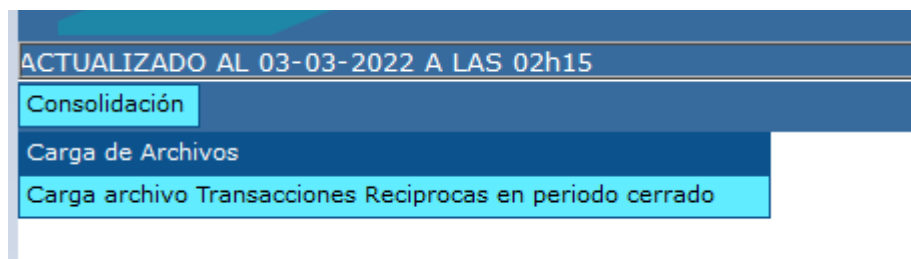 ACTUALIZADO AL 03-03-2022 A LAS 02h15
Consolidación
Carga de Archivos
Carga archivo Transacciones Reciprocas en periodo cerrado